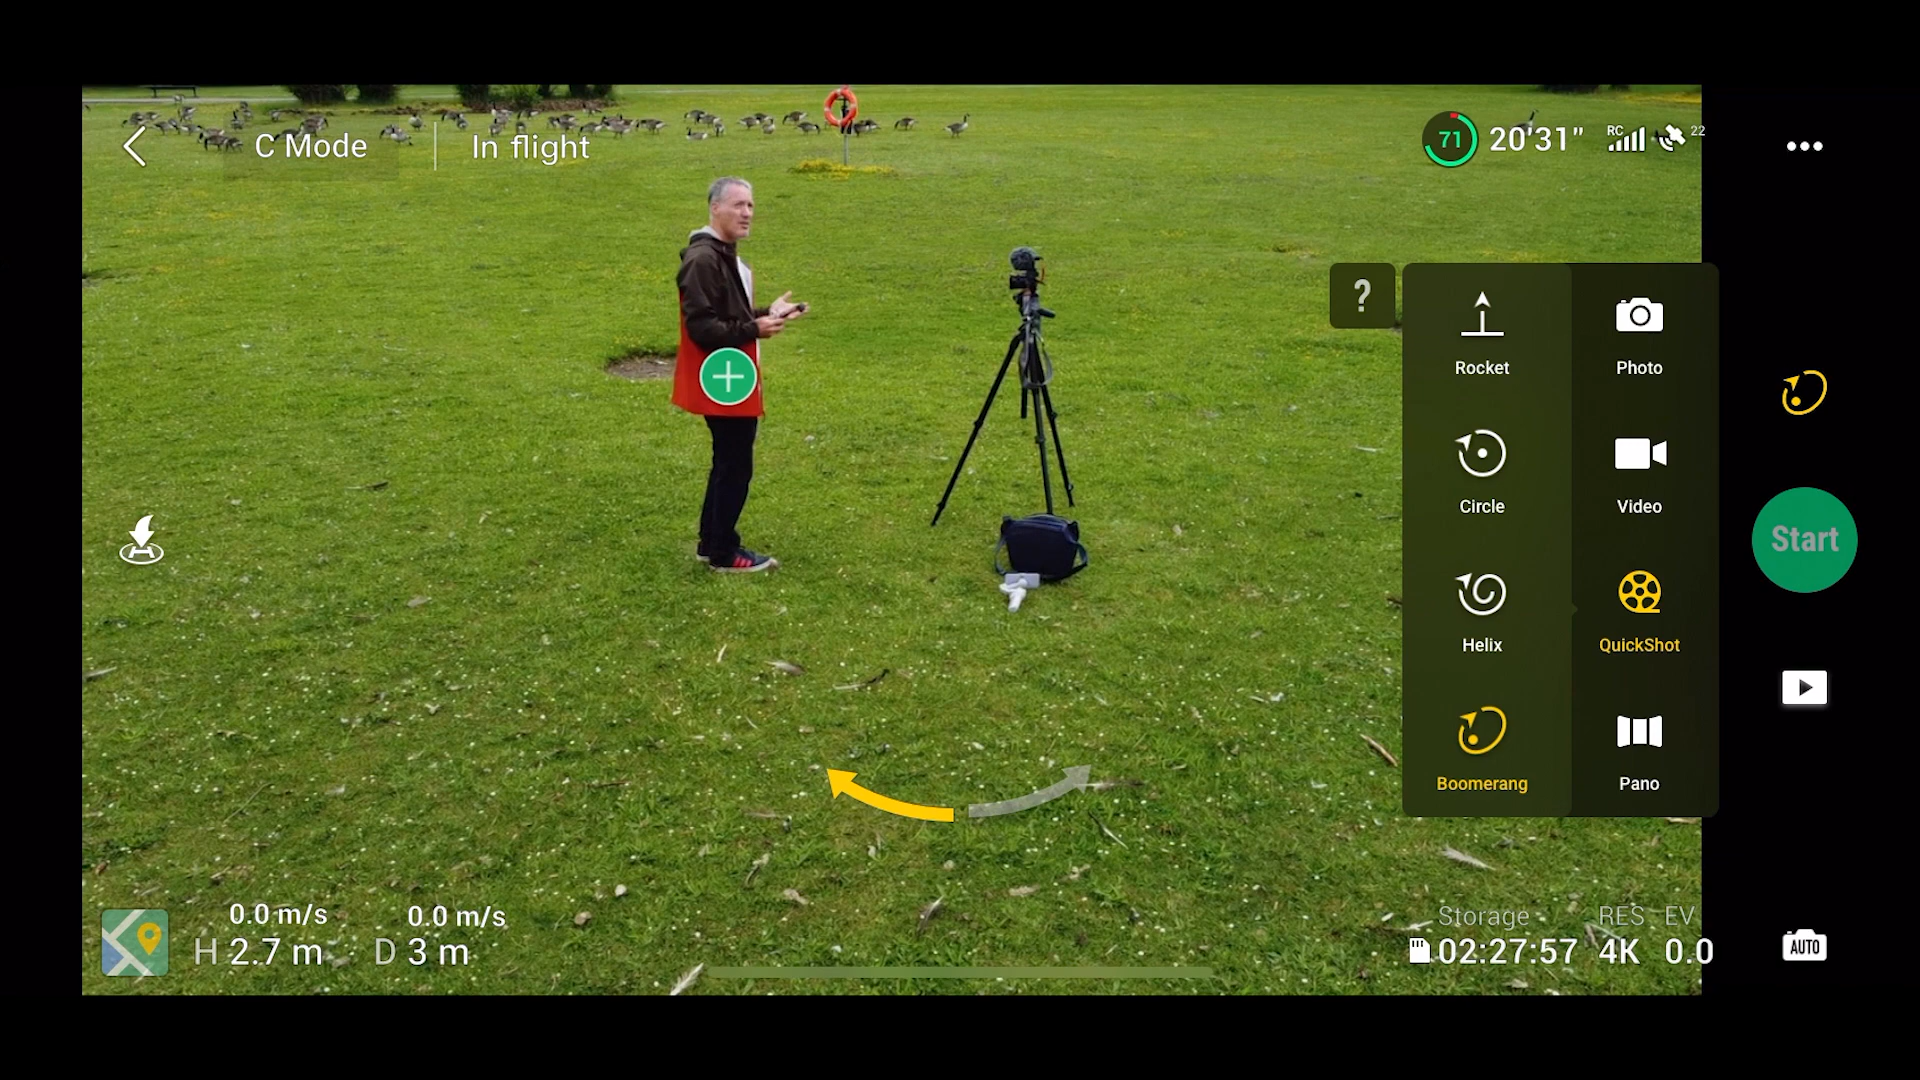 C Mode
In flight
71
20'31"
RC
22
?
Rocket
Photo
Circle
Video
Helix
QuickShot
Boomerang
Pano
Start
0.0 m/s
0.0 m/s
H 2.7 m
D 3 m
Storage
RES
EV
02:27:57
4K
0.0
AUTO